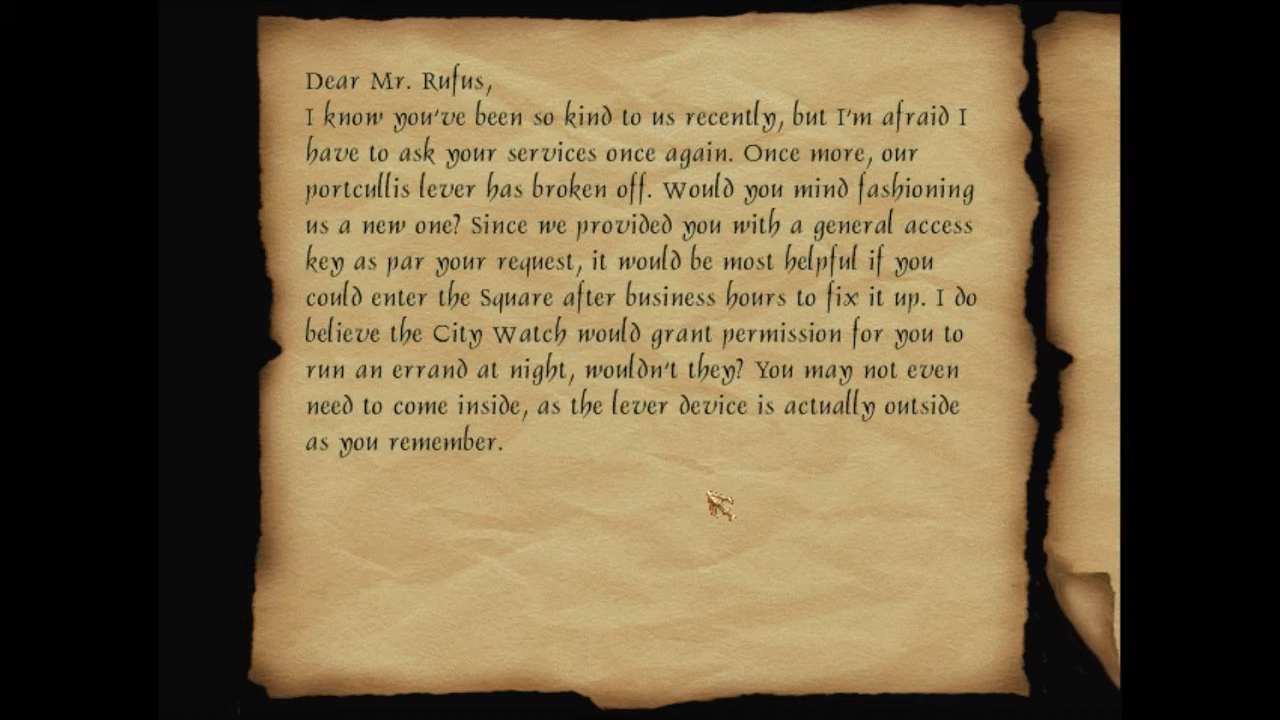 Dear Mr. Rufus,
I know you've been so kind to us recently, but I'm afraid I
have to ask your services once again. Once more, our
portcullis lever has broken off. Would you mind fashioning
us a new one? Since we provided you with a general access
key as par your request, it would be most helpful if you
could enter the Square after business hours to fix it up. I do
believe the City Watch would grant permission for you to
run an errand at night, wouldn't they? You may not even
need to come inside, as the lever device is actually outside
as you remember.